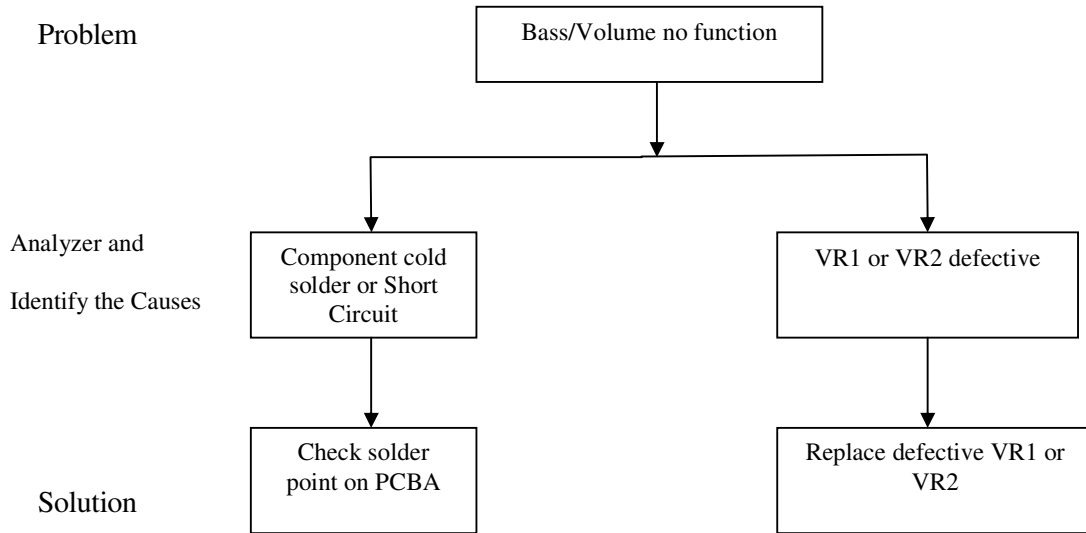 Problem
Bass/Volume no function
Analyzer and
Identify the Causes
Component cold
solder or Short
Circuit
VR1 or VR2 defective
Solution
Check solder
point on PCBA
Replace defective VR1 or
VR2